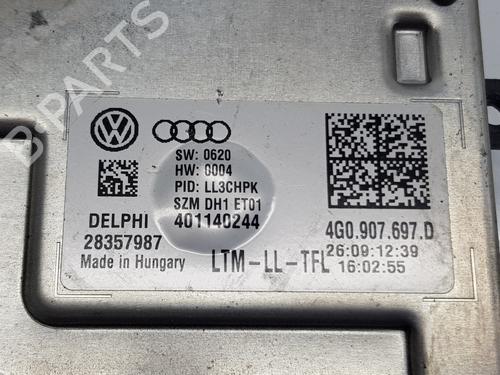 SW: 0620
HW: 0004
PID: LL3CHPK
SZM DH1 ET01
DELPHI 401140244
28357987
Made in Hungary
LTM-LL-TFL
4G0.907.697.D
26:09:12:39
16:02:55
B PARTS